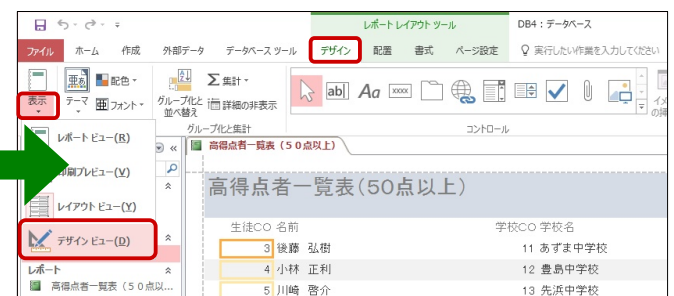 レポート レイアウト ツール
DB4：データベース
ファイル ホーム 作成 外部データ データベース ツール デザイン 配置 書式 ページ設定 実行したい作業を入力してください
表示 テーマ 亜あ 配色 フォント グループ化と並べ替え Σ 集計 詳細の非表示 ab| Aa xxxx イメ の挿
グループ化と集計 コントロール
レポート ビュー(R)
印刷プレビュー(V)
レイアウト ビュー(Y)
デザイン ビュー(D)
レポート
高得点者一覧表（５０点以...
高得点者一覧表（５０点以上）
高得点者一覧表(50点以上)
生徒CO 名前 学校CO 学校名
3 後藤 弘樹 11 あずま中学校
4 小林 正利 12 豊島中学校
5 川崎 啓介 13 先浜中学校